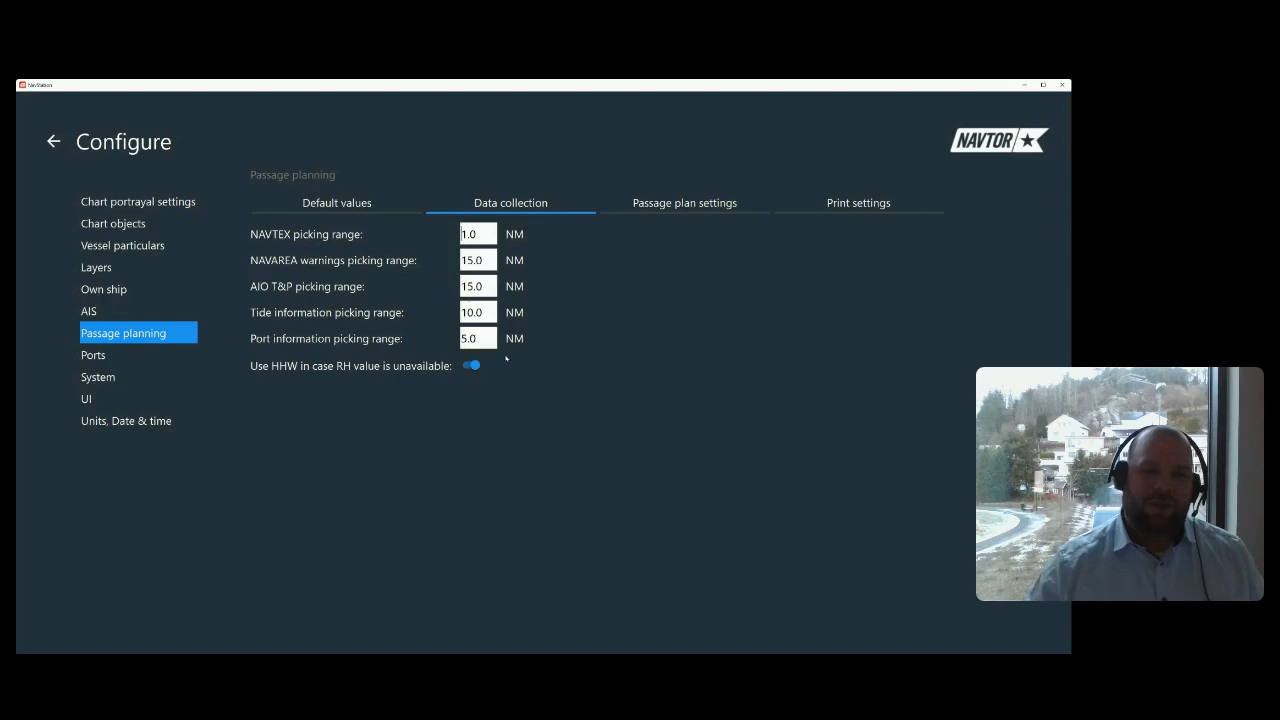 NavStation
Configure
NAVTOR
Passage planning
Default values
Data collection
Passage plan settings
Print settings
Chart portrayal settings
Chart objects
Vessel particulars
Layers
Own ship
AIS
Passage planning
Ports
System
UI
Units, Date & time
NAVTEX picking range: 1.0 NM
NAVAREA warnings picking range: 15.0 NM
AIO T&P picking range: 15.0 NM
Tide information picking range: 10.0 NM
Port information picking range: 5.0 NM
Use HHW in case RH value is unavailable: